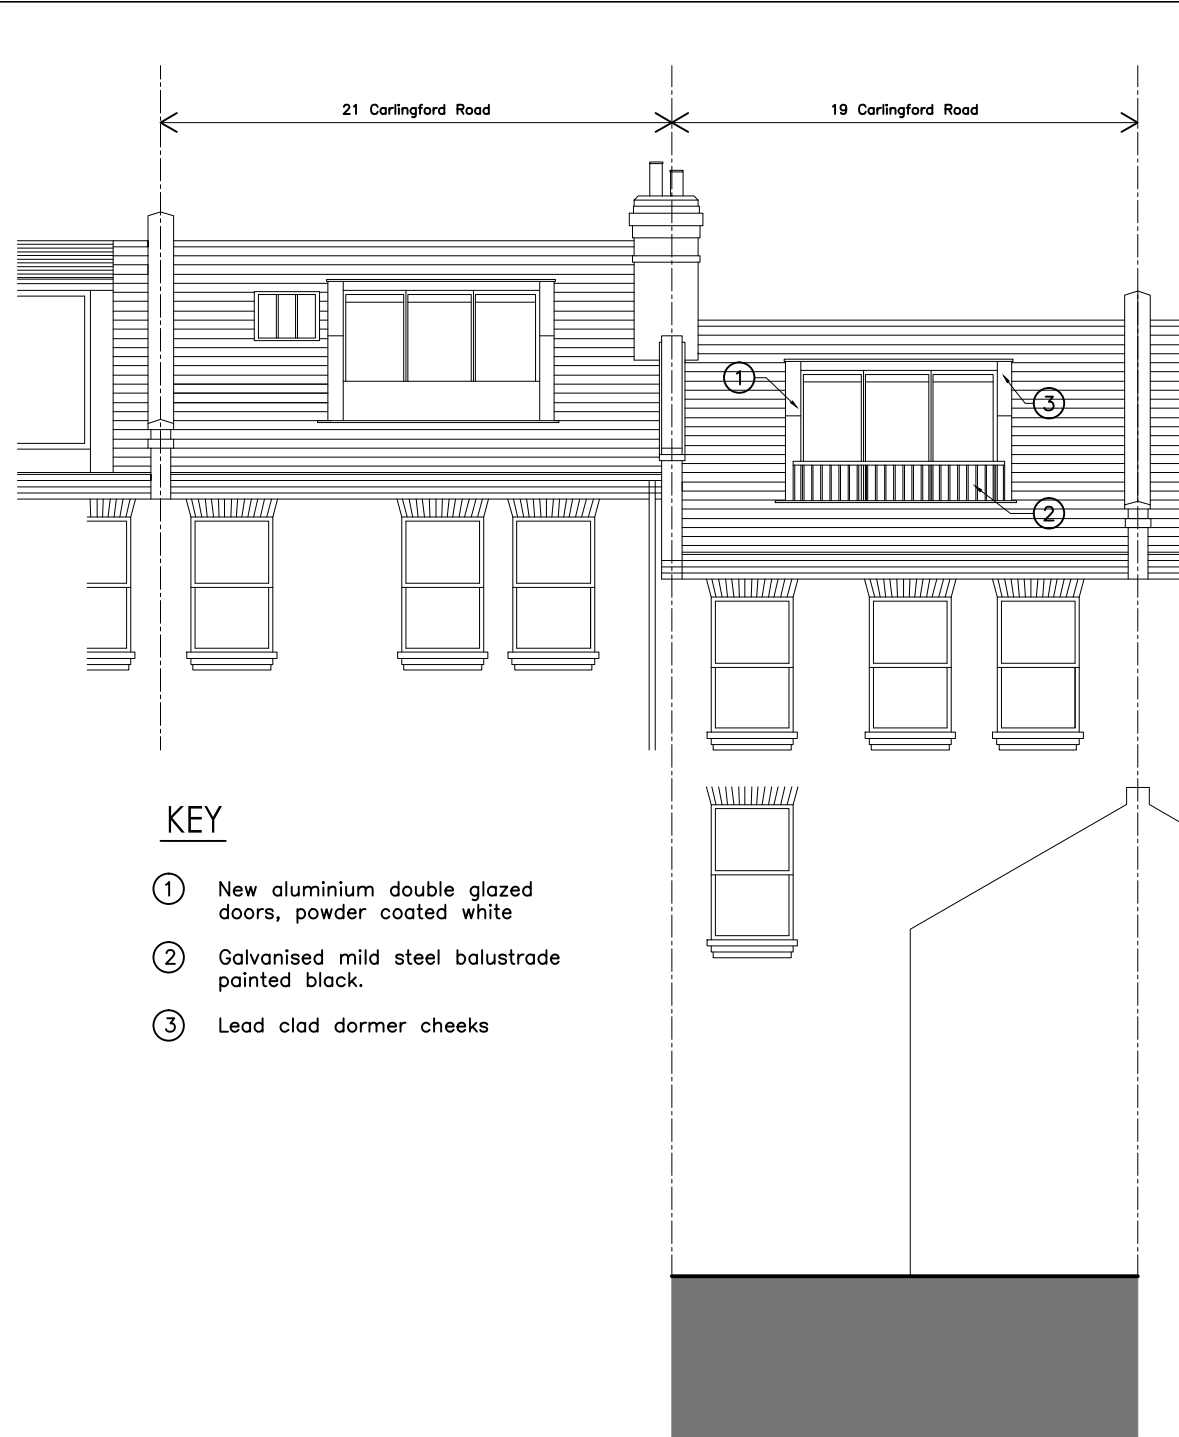 21 Carlingford Road
19 Carlingford Road
1
3
2
KEY
1 New aluminium double glazed
doors, powder coated white
2 Galvanised mild steel balustrade
painted black.
3 Lead clad dormer cheeks